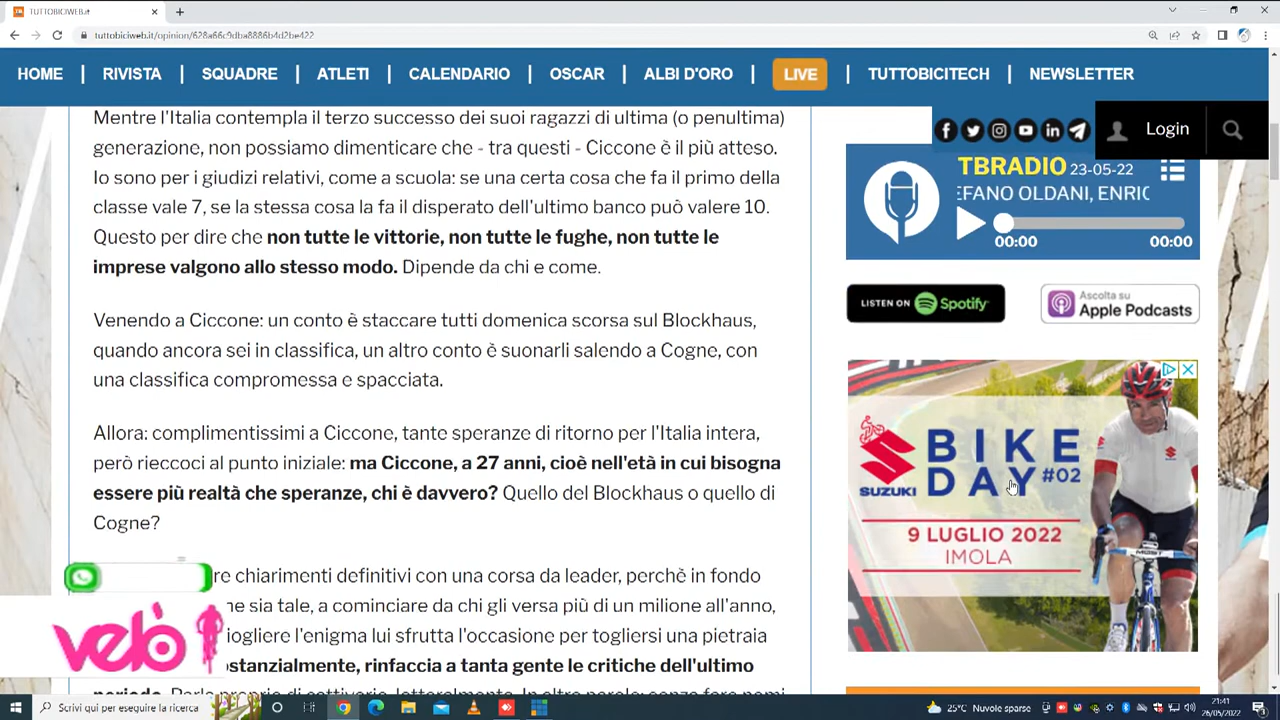 TUTTOBICIWEB.it
tuttobiciweb.it/opinion/628a66c9dba8886b4d2be422
HOME | RIVISTA | SQUADRE | ATLETI | CALENDARIO | OSCAR | ALBI D'ORO | LIVE | TUTTOBICITECH | NEWSLETTER
Login
Mentre l'Italia contempla il terzo successo dei suoi ragazzi di ultima (o penultima)
generazione, non possiamo dimenticare che - tra questi - Ciccone è il più atteso.
Io sono per i giudizi relativi, come a scuola: se una certa cosa che fa il primo della
classe vale 7, se la stessa cosa la fa il disperato dell'ultimo banco può valere 10.
Questo per dire che non tutte le vittorie, non tutte le fughe, non tutte le
imprese valgono allo stesso modo. Dipende da chi e come.
Venendo a Ciccone: un conto è staccare tutti domenica scorsa sul Blockhaus,
quando ancora sei in classifica, un altro conto è suonarli salendo a Cogne, con
una classifica compromessa e spacciata.
Allora: complimentissimi a Ciccone, tante speranze di ritorno per l'Italia intera,
però rieccoci al punto iniziale: ma Ciccone, a 27 anni, cioè nell'età in cui bisogna
essere più realtà che speranze, chi è davvero? Quello del Blockhaus o quello di
Cogne?
re chiarimenti definitivi con una corsa da leader, perchè in fondo
ne sia tale, a cominciare da chi gli versa più di un milione all'anno,
iogliere l'enigma lui sfrutta l'occasione per togliersi una pietraia
ostanzialmente, rinfaccia a tanta gente le critiche dell'ultimo
TBRADIO 23-05-22
EFANO OLDANI, ENRIC
00:00 00:00
LISTEN ON Spotify
Ascolta su
Apple Podcasts
BIKE
DAY #02
SUZUKI
9 LUGLIO 2022
IMOLA
MOST
velò
Scrivi qui per eseguire la ricerca
25°C Nuvole sparse
21:41
26/05/2022